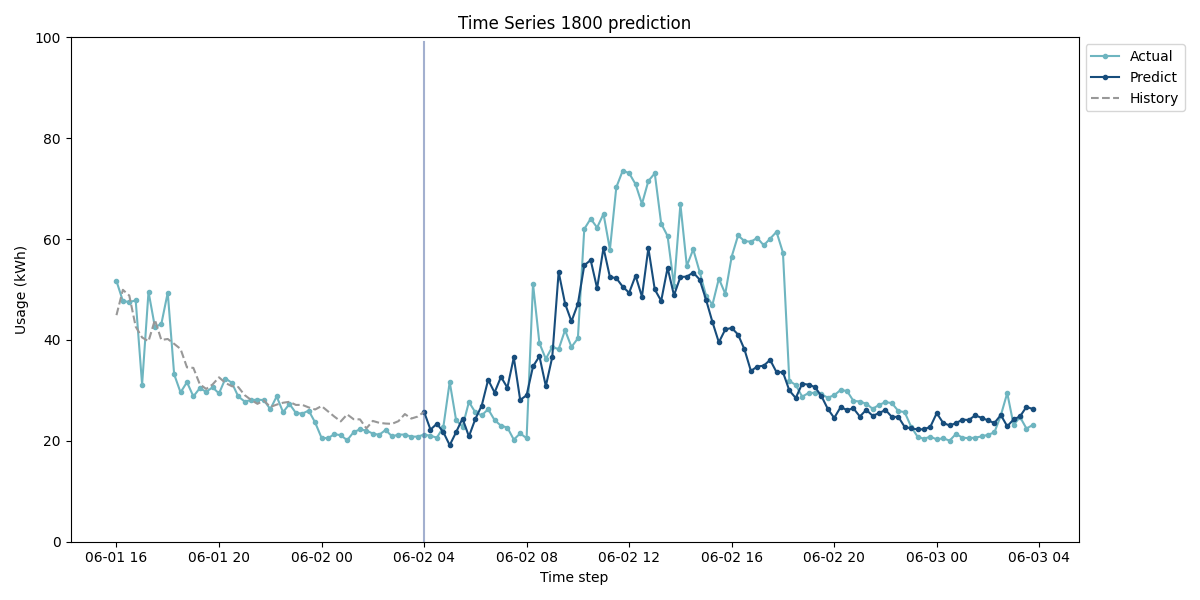 Time Series 1800 prediction
100
80
60
40
20
0
Usage (kWh)
06-01 16
06-01 20
06-02 00
06-02 04
06-02 08
06-02 12
06-02 16
06-02 20
06-03 00
06-03 04
Time step
Actual
Predict
History